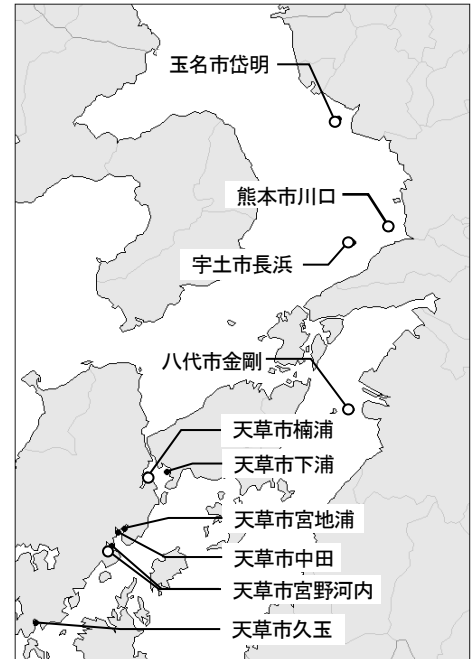 玉名市岱明
熊本市川口
宇土市長浜
八代市金剛
天草市楠浦
天草市下浦
天草市宮地浦
天草市中田
天草市宮野河内
天草市久玉